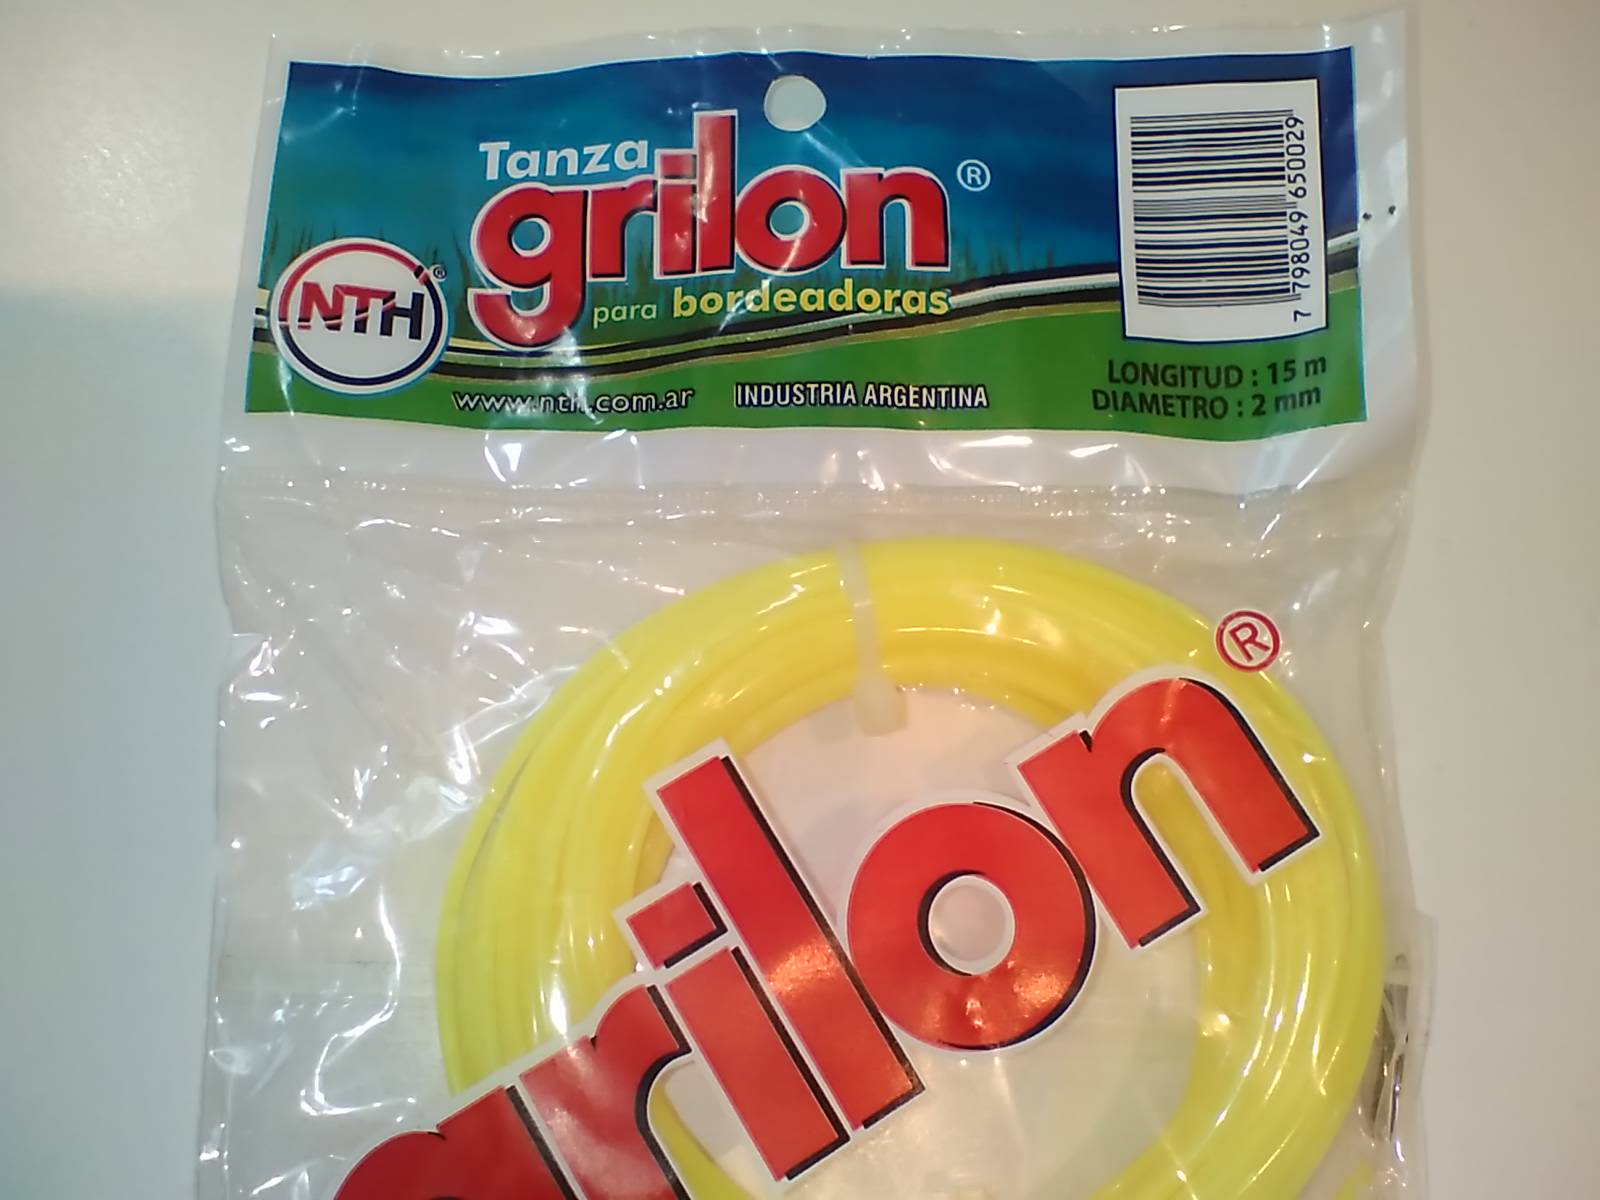 Tanza
grilon ®
para bordeadoras
NTH ®
www.nth.com.ar
INDUSTRIA ARGENTINA
7 798049 650029
LONGITUD : 15 m
DIAMETRO : 2 mm
grilon ®